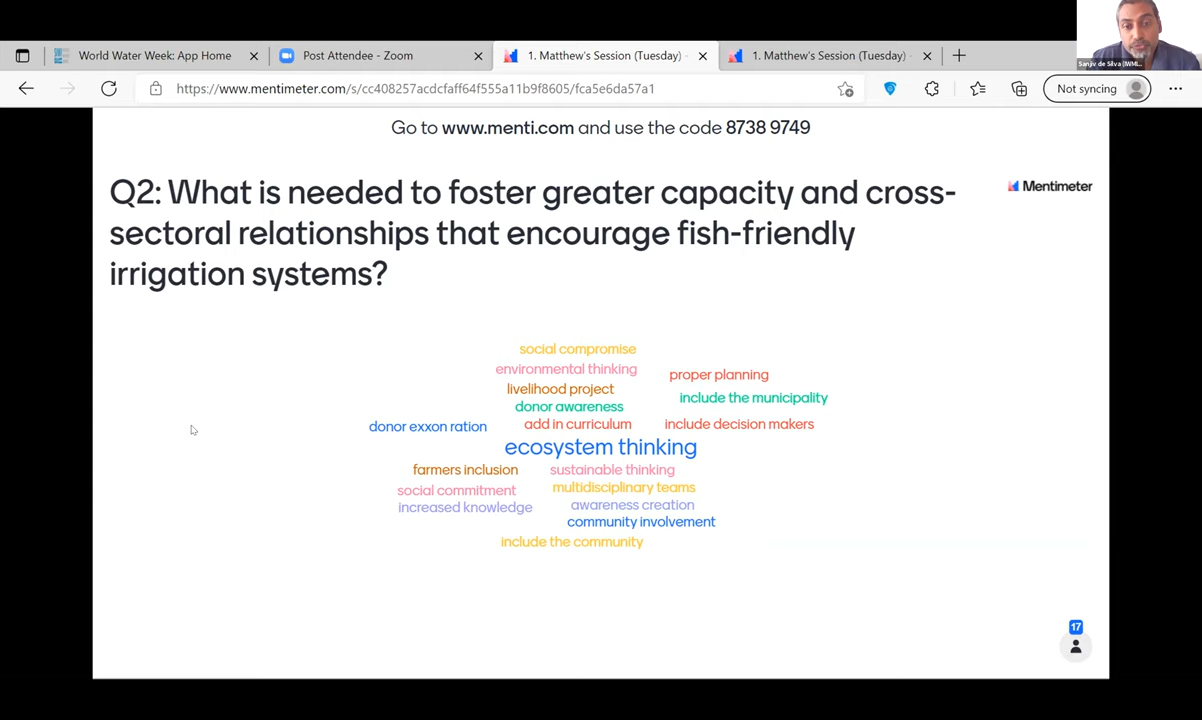 World Water Week: App Home
Post Attendee - Zoom
1. Matthew's Session (Tuesday) -
1. Matthew's Session (Tuesday) -
https://www.mentimeter.com/s/cc408257acdcfaff64f555a11b9f8605/fca5e6da57a1
Not syncing
Sanjiv de Silva (IWMI...
Go to www.menti.com and use the code 8738 9749
Mentimeter
Q2: What is needed to foster greater capacity and cross-
sectoral relationships that encourage fish-friendly
irrigation systems?
social compromise
environmental thinking
proper planning
livelihood project
include the municipality
donor awareness
donor exxon ration
add in curriculum
include decision makers
ecosystem thinking
farmers inclusion
sustainable thinking
social commitment
multidisciplinary teams
increased knowledge
awareness creation
community involvement
include the community
17